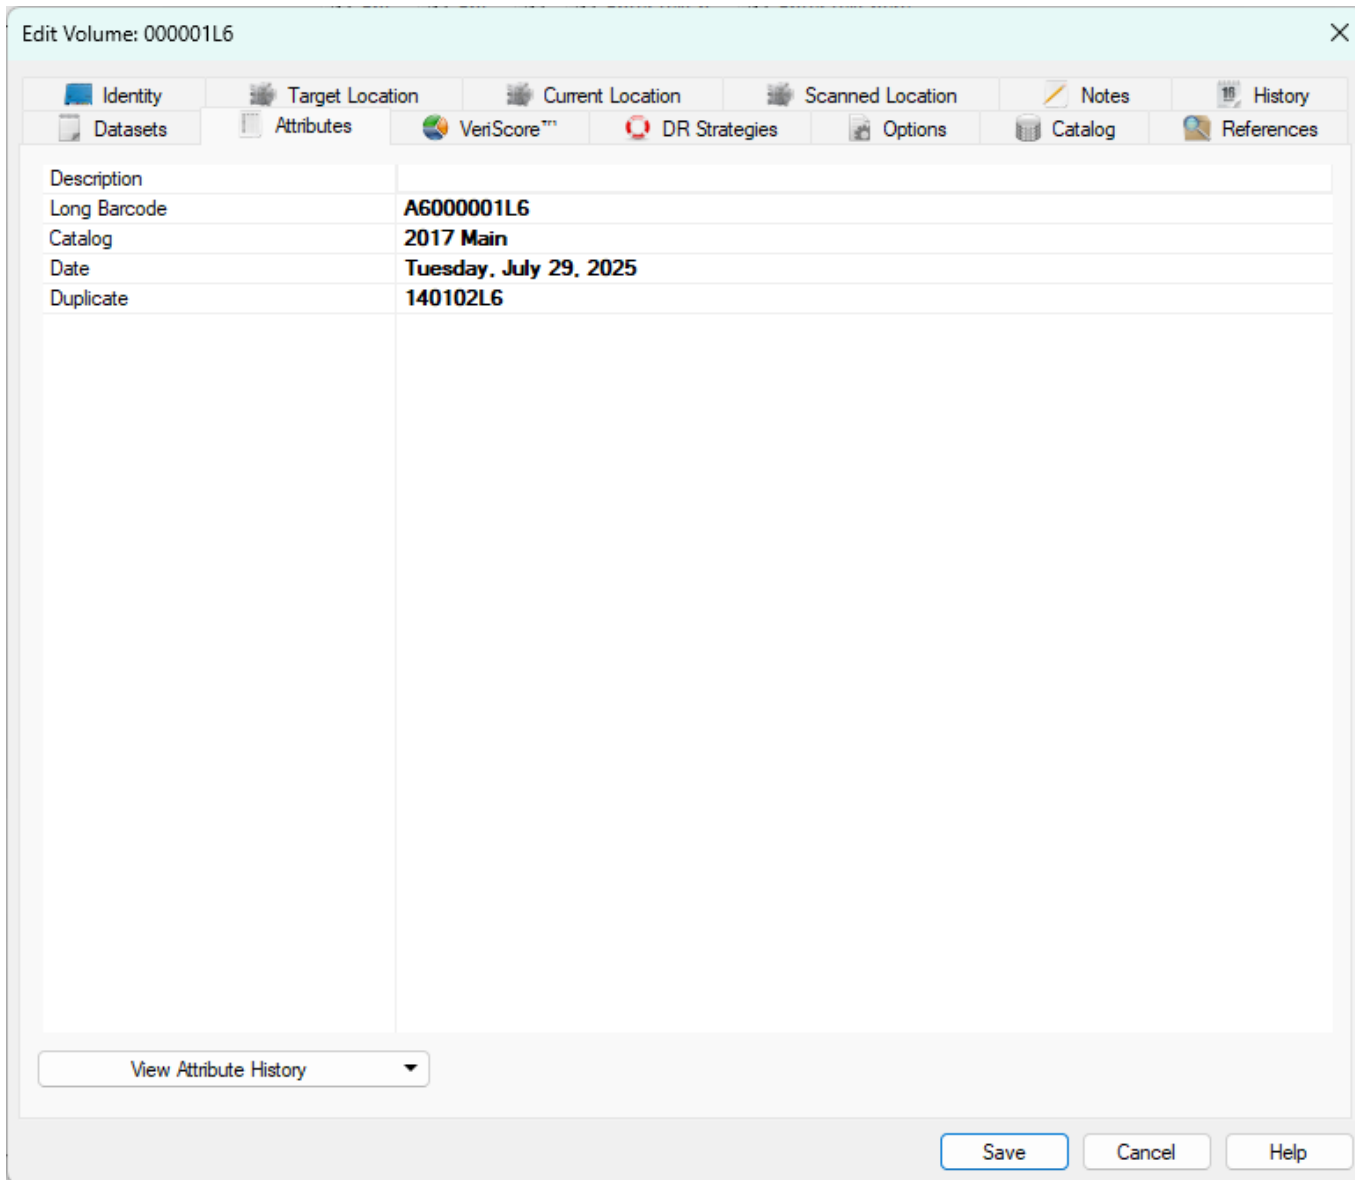 Edit Volume: 000001L6
Identity Target Location Current Location Scanned Location Notes 16 History
Datasets Attributes VeriScore™ DR Strategies Options Catalog References
Description
Long Barcode A6000001L6
Catalog 2017 Main
Date Tuesday, July 29, 2025
Duplicate 140102L6
View Attribute History
Save Cancel Help